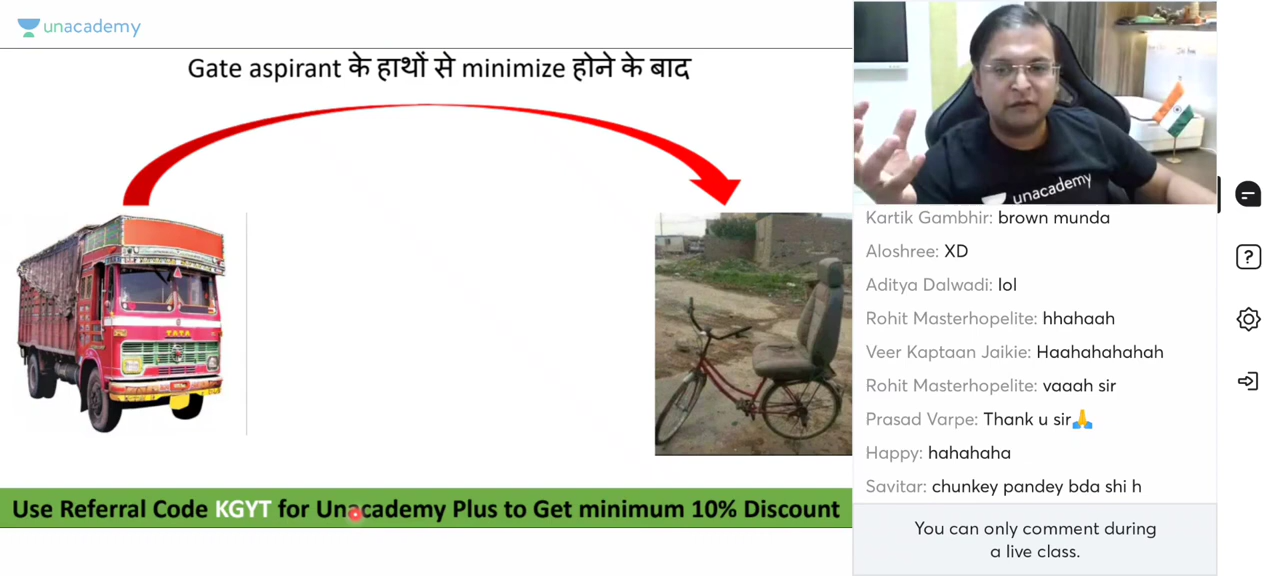 unacademy
Gate aspirant के हाथों से minimize होने के बाद
TATA
Use Referral Code KGYT for Unacademy Plus to Get minimum 10% Discount
unacademy
Kartik Gambhir: brown munda
Aloshree: XD
Aditya Dalwadi: lol
Rohit Masterhopelite: hhahaah
Veer Kaptaan Jaikie: Haahahahahah
Rohit Masterhopelite: vaaah sir
Prasad Varpe: Thank u sir🙏
Happy: hahahaha
Savitar: chunkey pandey bda shi h
You can only comment during
a live class.